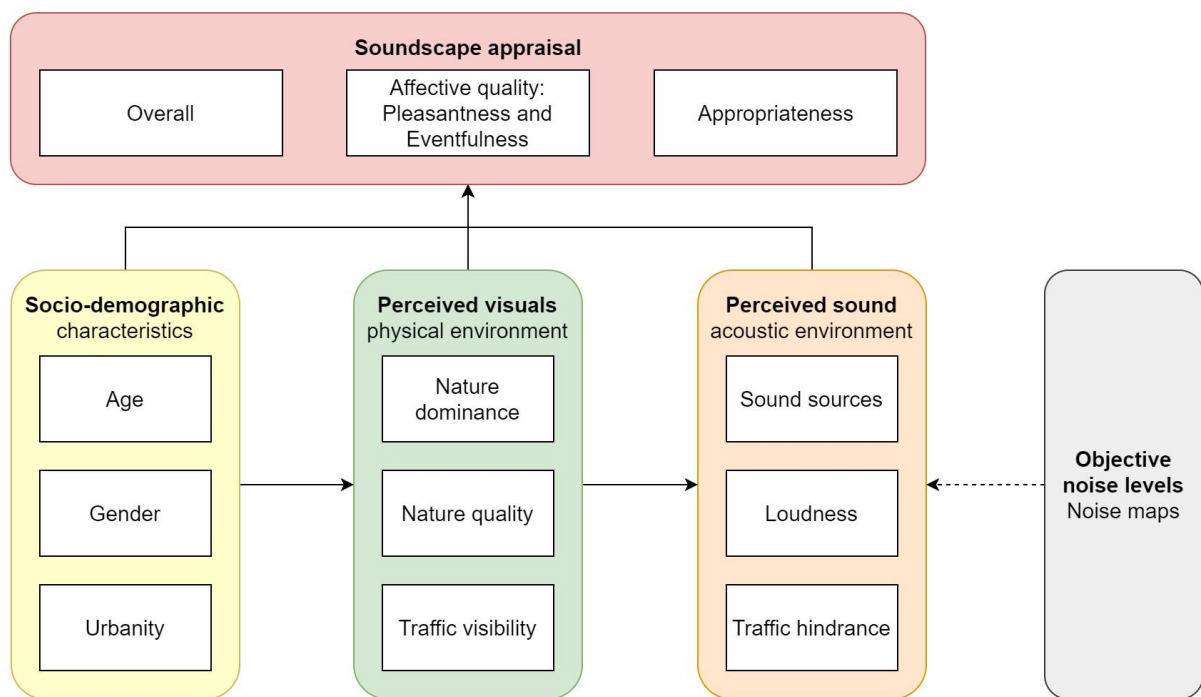 Soundscape appraisal
Overall
Affective quality:
Pleasantness and
Eventfulness
Appropriateness
Socio-demographic
characteristics
Age
Gender
Urbanity
Perceived visuals
physical environment
Nature
dominance
Nature quality
Traffic visibility
Perceived sound
acoustic environment
Sound sources
Loudness
Traffic hindrance
Objective
noise levels
Noise maps